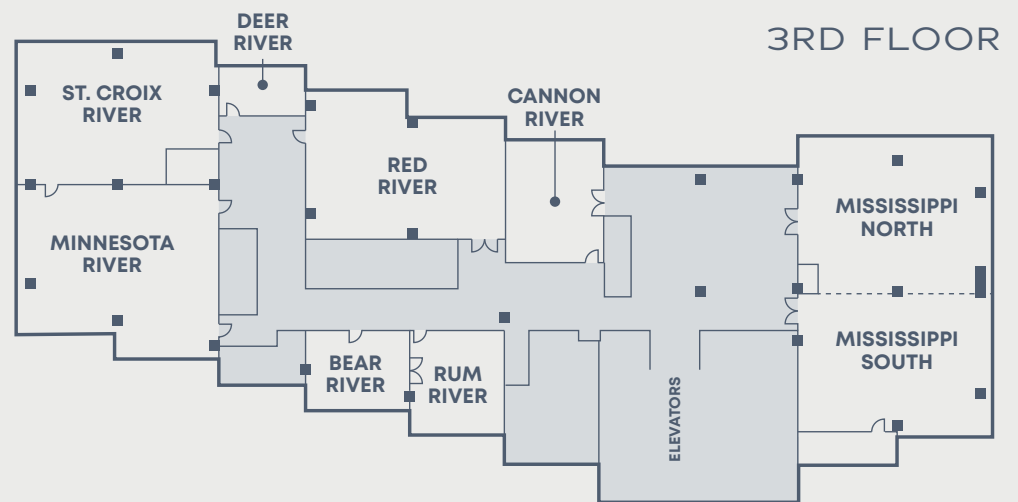 DEER
RIVER
3RD FLOOR
ST. CROIX
RIVER
CANNON
RIVER
RED
RIVER
MISSISSIPPI
NORTH
MINNESOTA
RIVER
MISSISSIPPI
SOUTH
BEAR
RIVER
RUM
RIVER
ELEVATORS